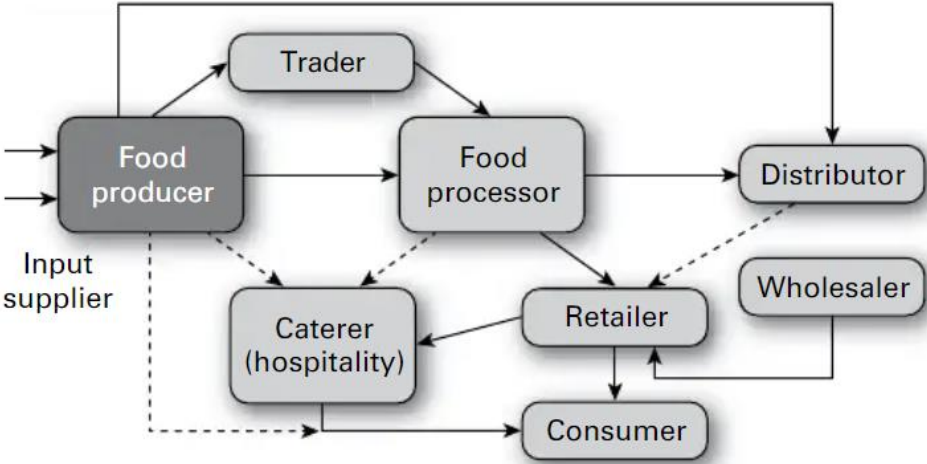 Trader
Food
producer
Food
processor
Distributor
Input
supplier
Caterer
(hospitality)
Retailer
Wholesaler
Consumer